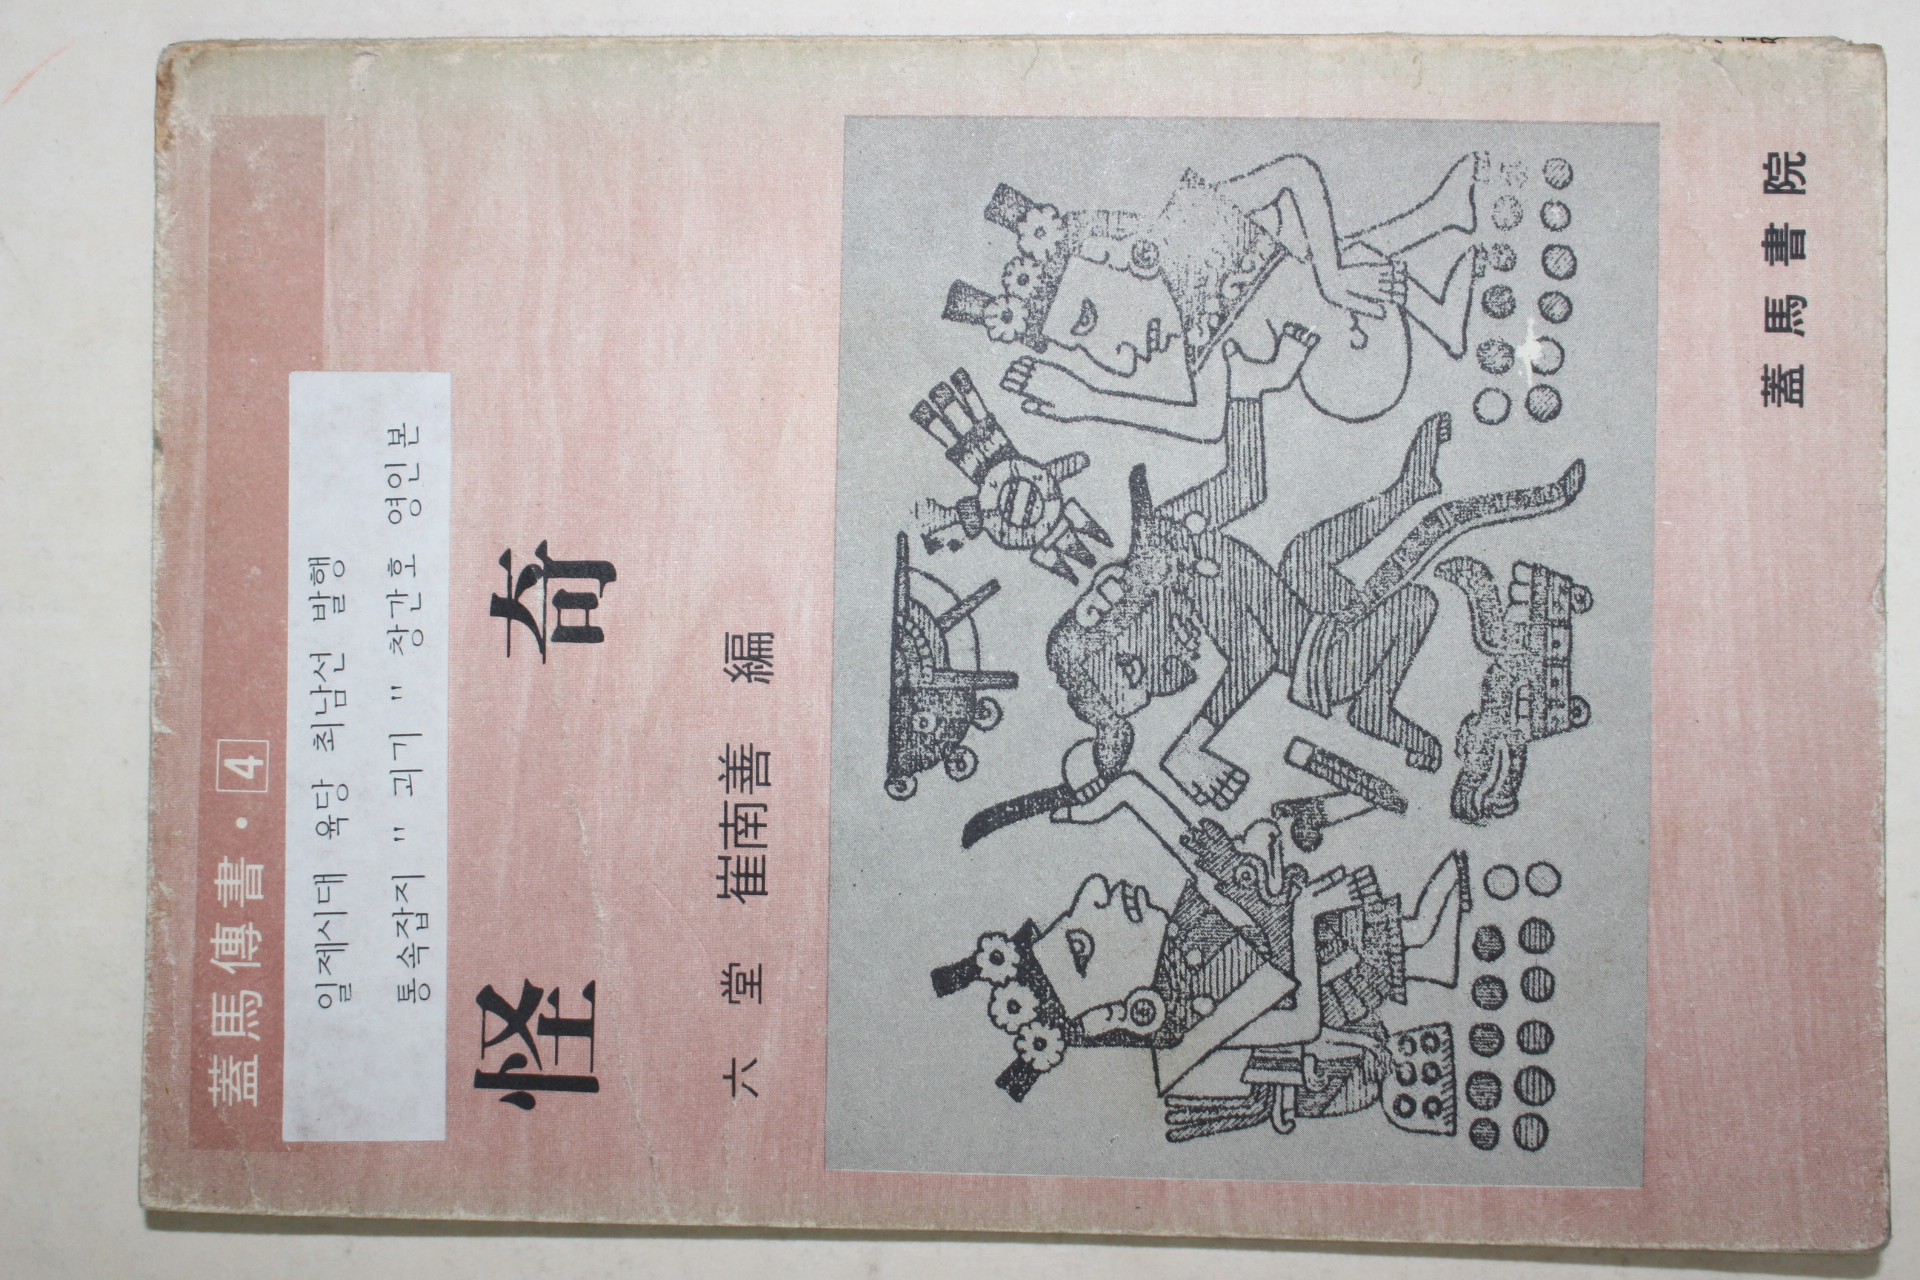 蓋馬傳書·4
일제시대 육당 최남선 발행
통속잡지 " 괴기 " 창간호 영인본
怪 奇
六 堂 崔南善 編
蓋馬書院